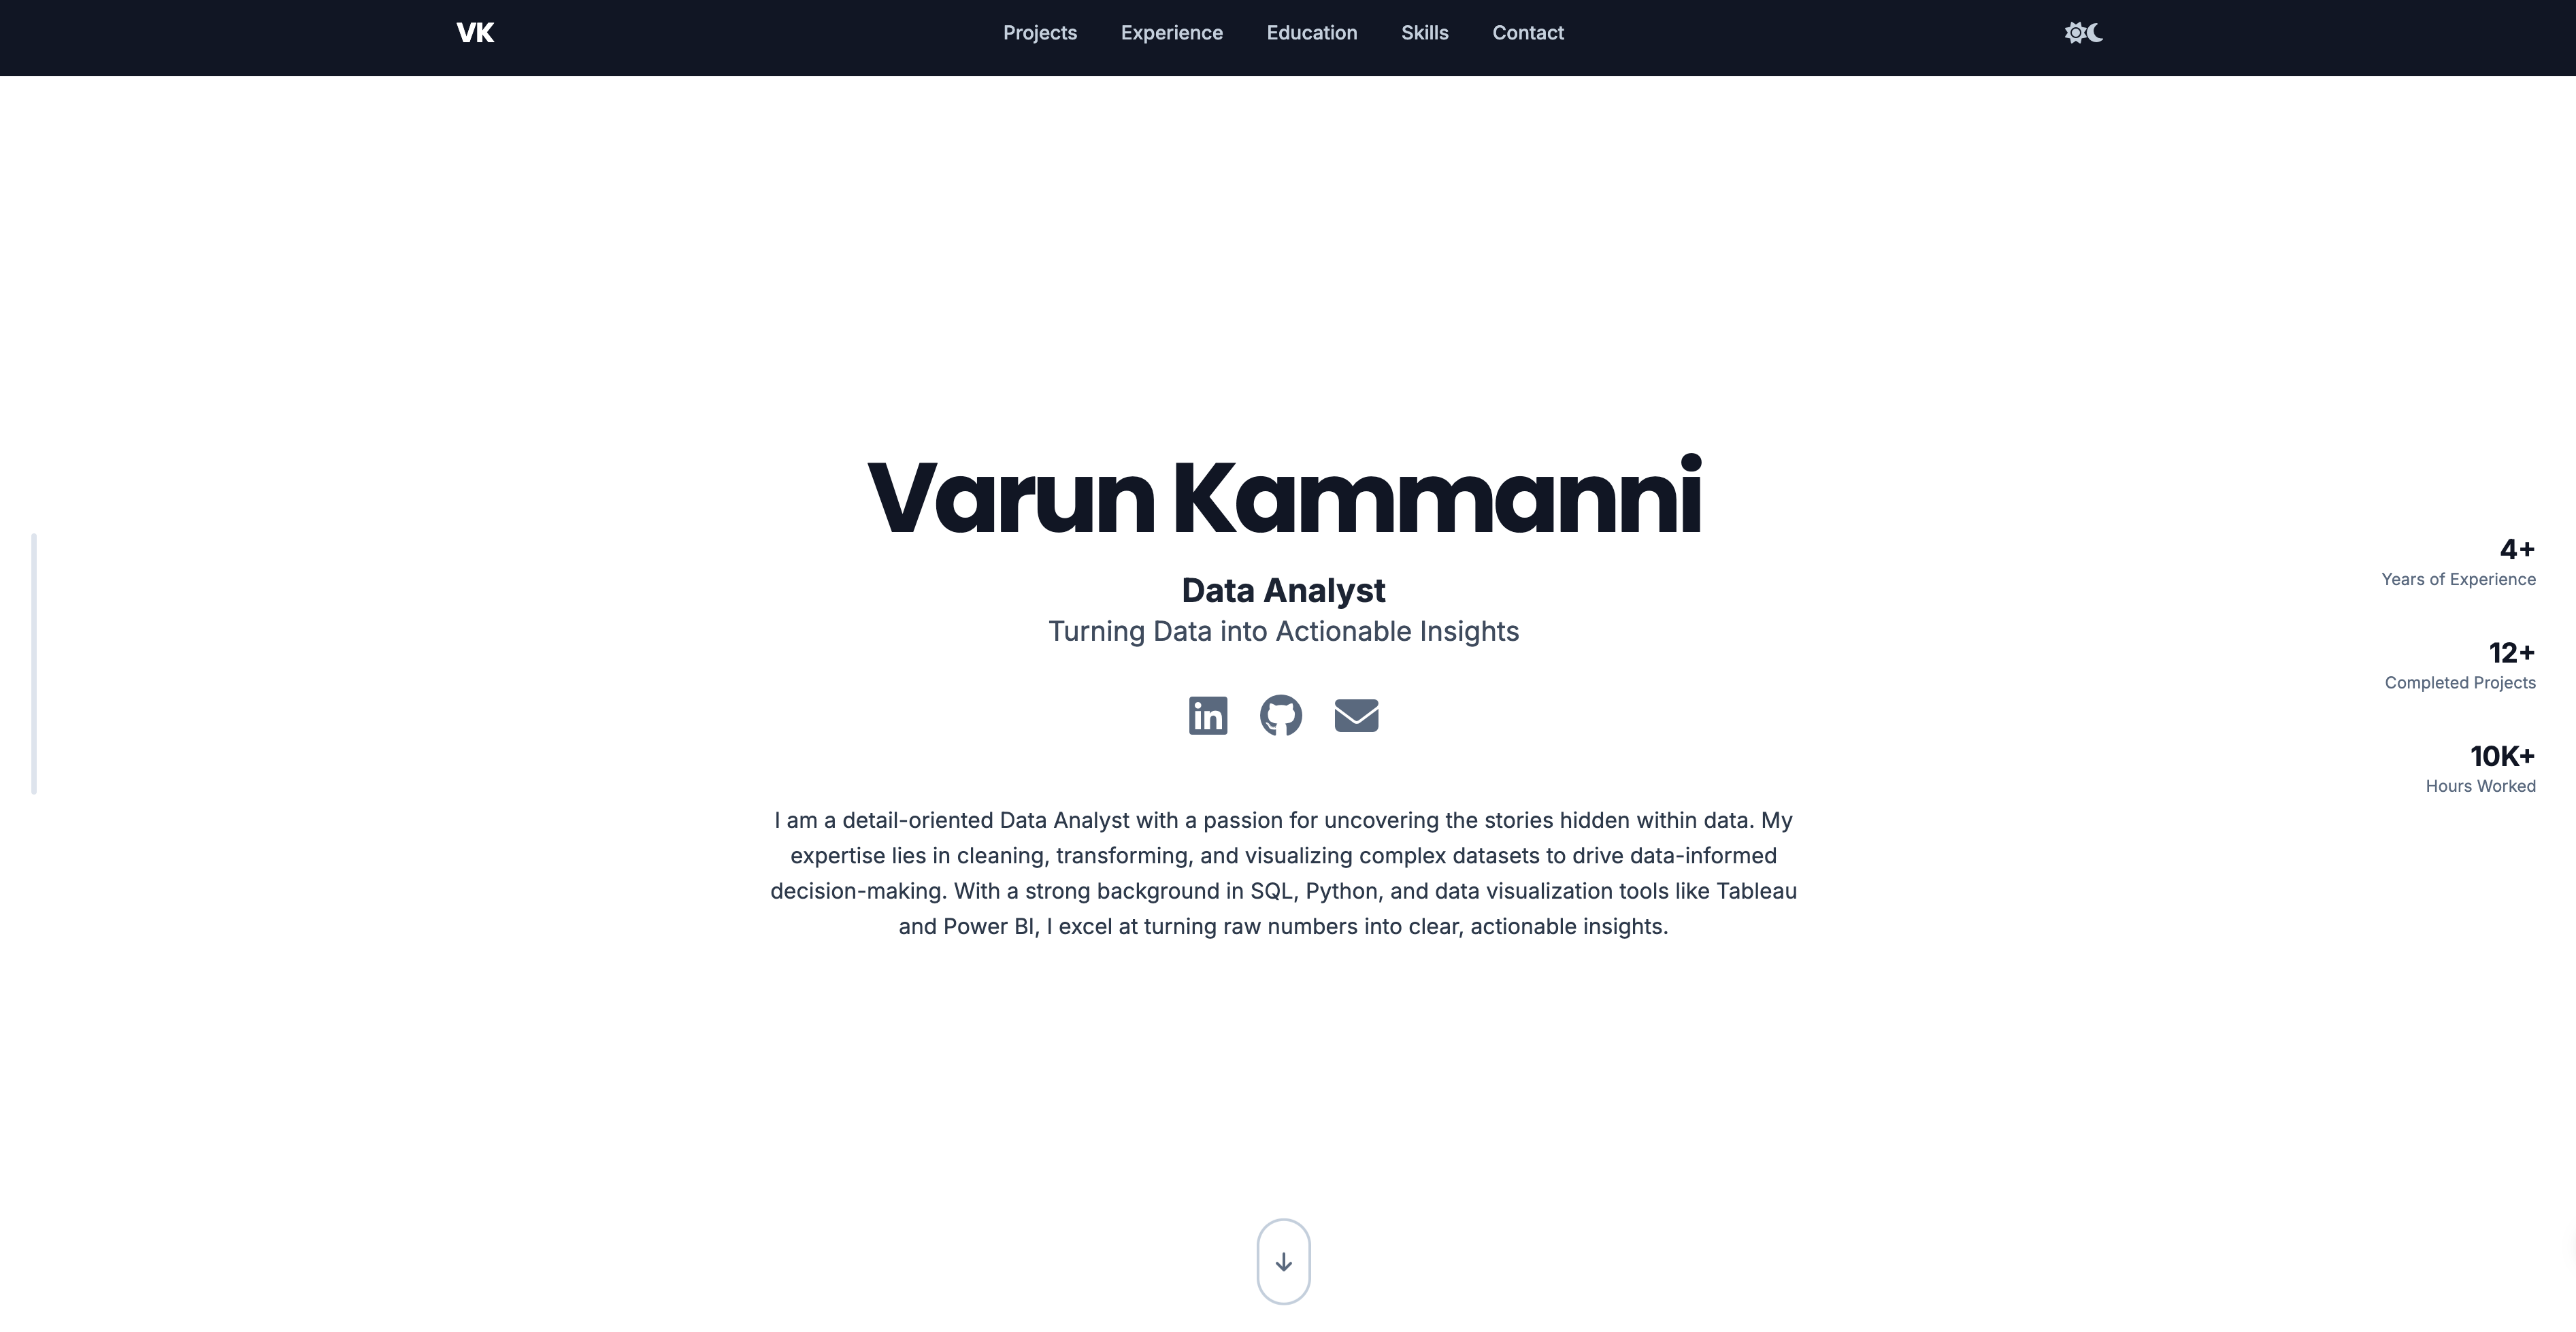 VK
Projects
Experience
Education
Skills
Contact
Varun Kammanni
Data Analyst
Turning Data into Actionable Insights
in
I am a detail-oriented Data Analyst with a passion for uncovering the stories hidden within data. My
expertise lies in cleaning, transforming, and visualizing complex datasets to drive data-informed
decision-making. With a strong background in SQL, Python, and data visualization tools like Tableau
and Power BI, I excel at turning raw numbers into clear, actionable insights.
4+
Years of Experience
12+
Completed Projects
10K+
Hours Worked